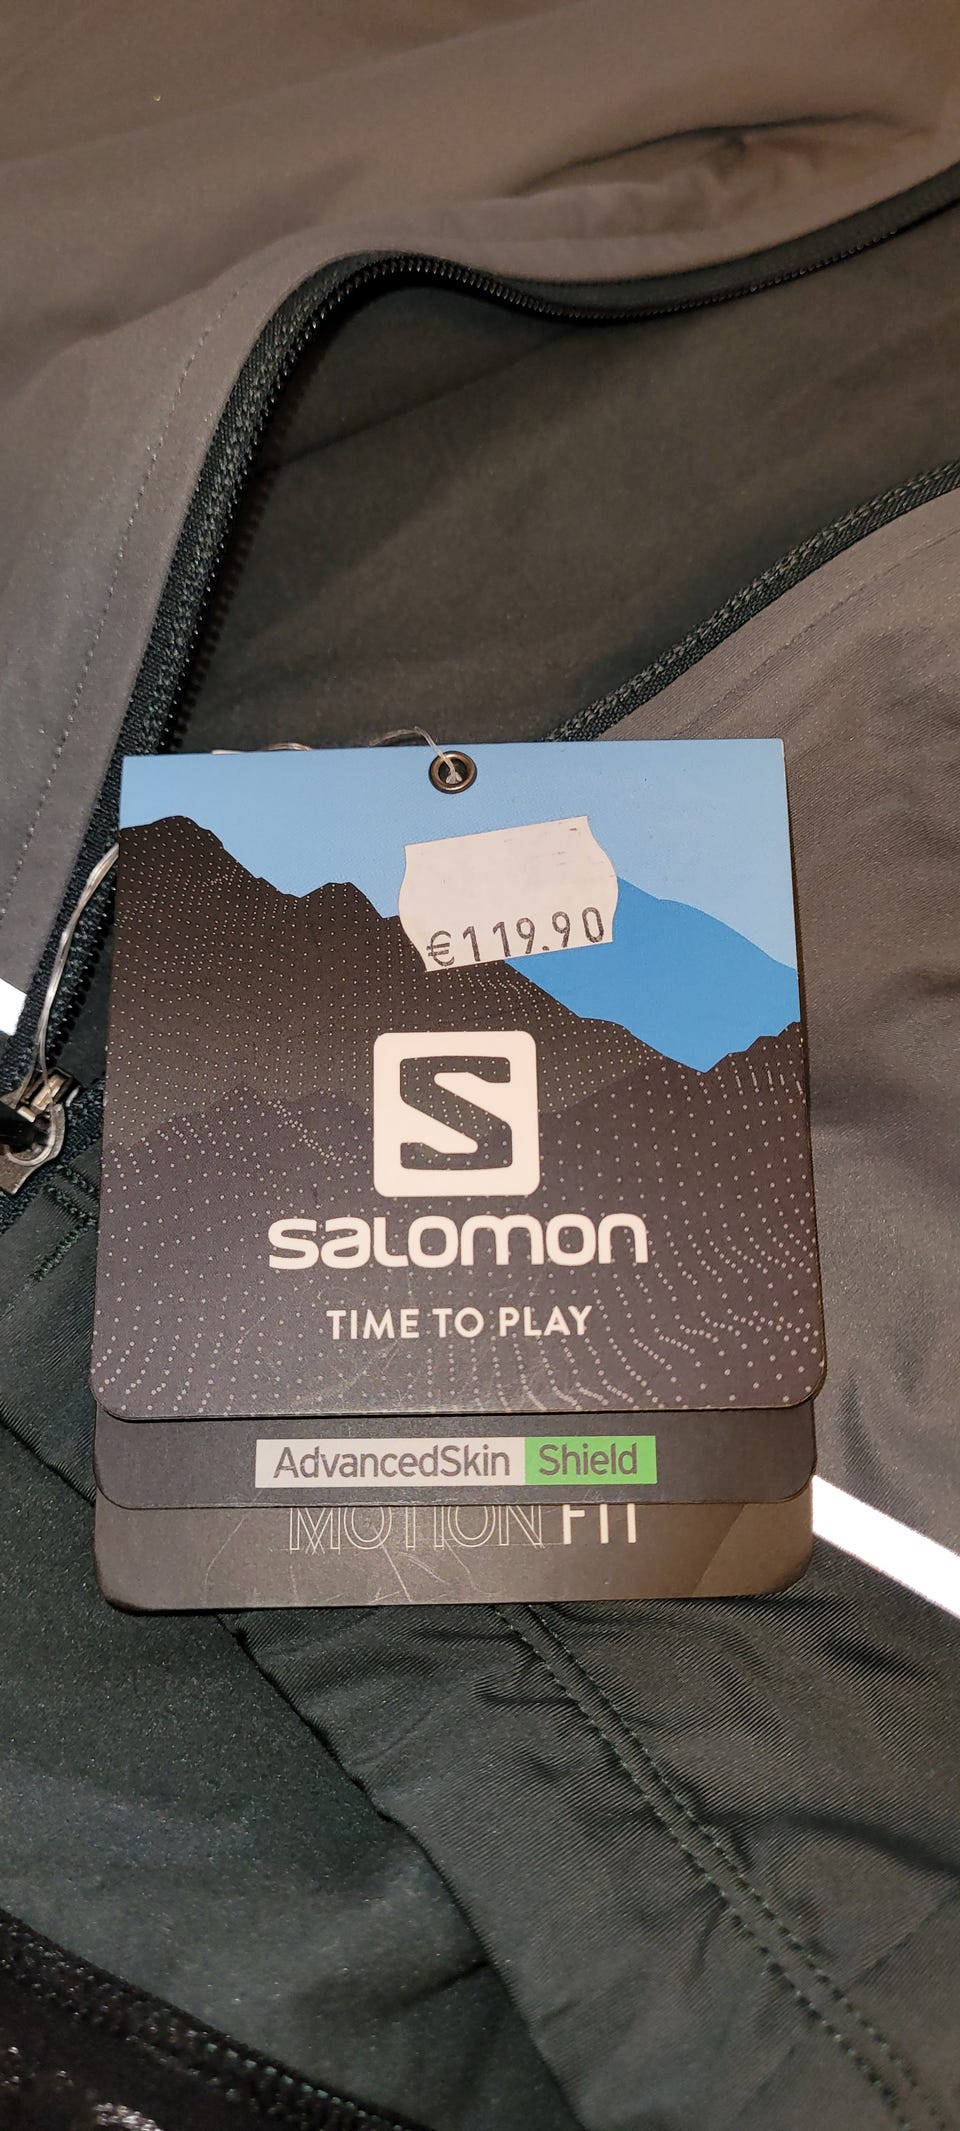 €119.90
S
salomon
TIME TO PLAY
AdvancedSkin Shield
MOTION FIT